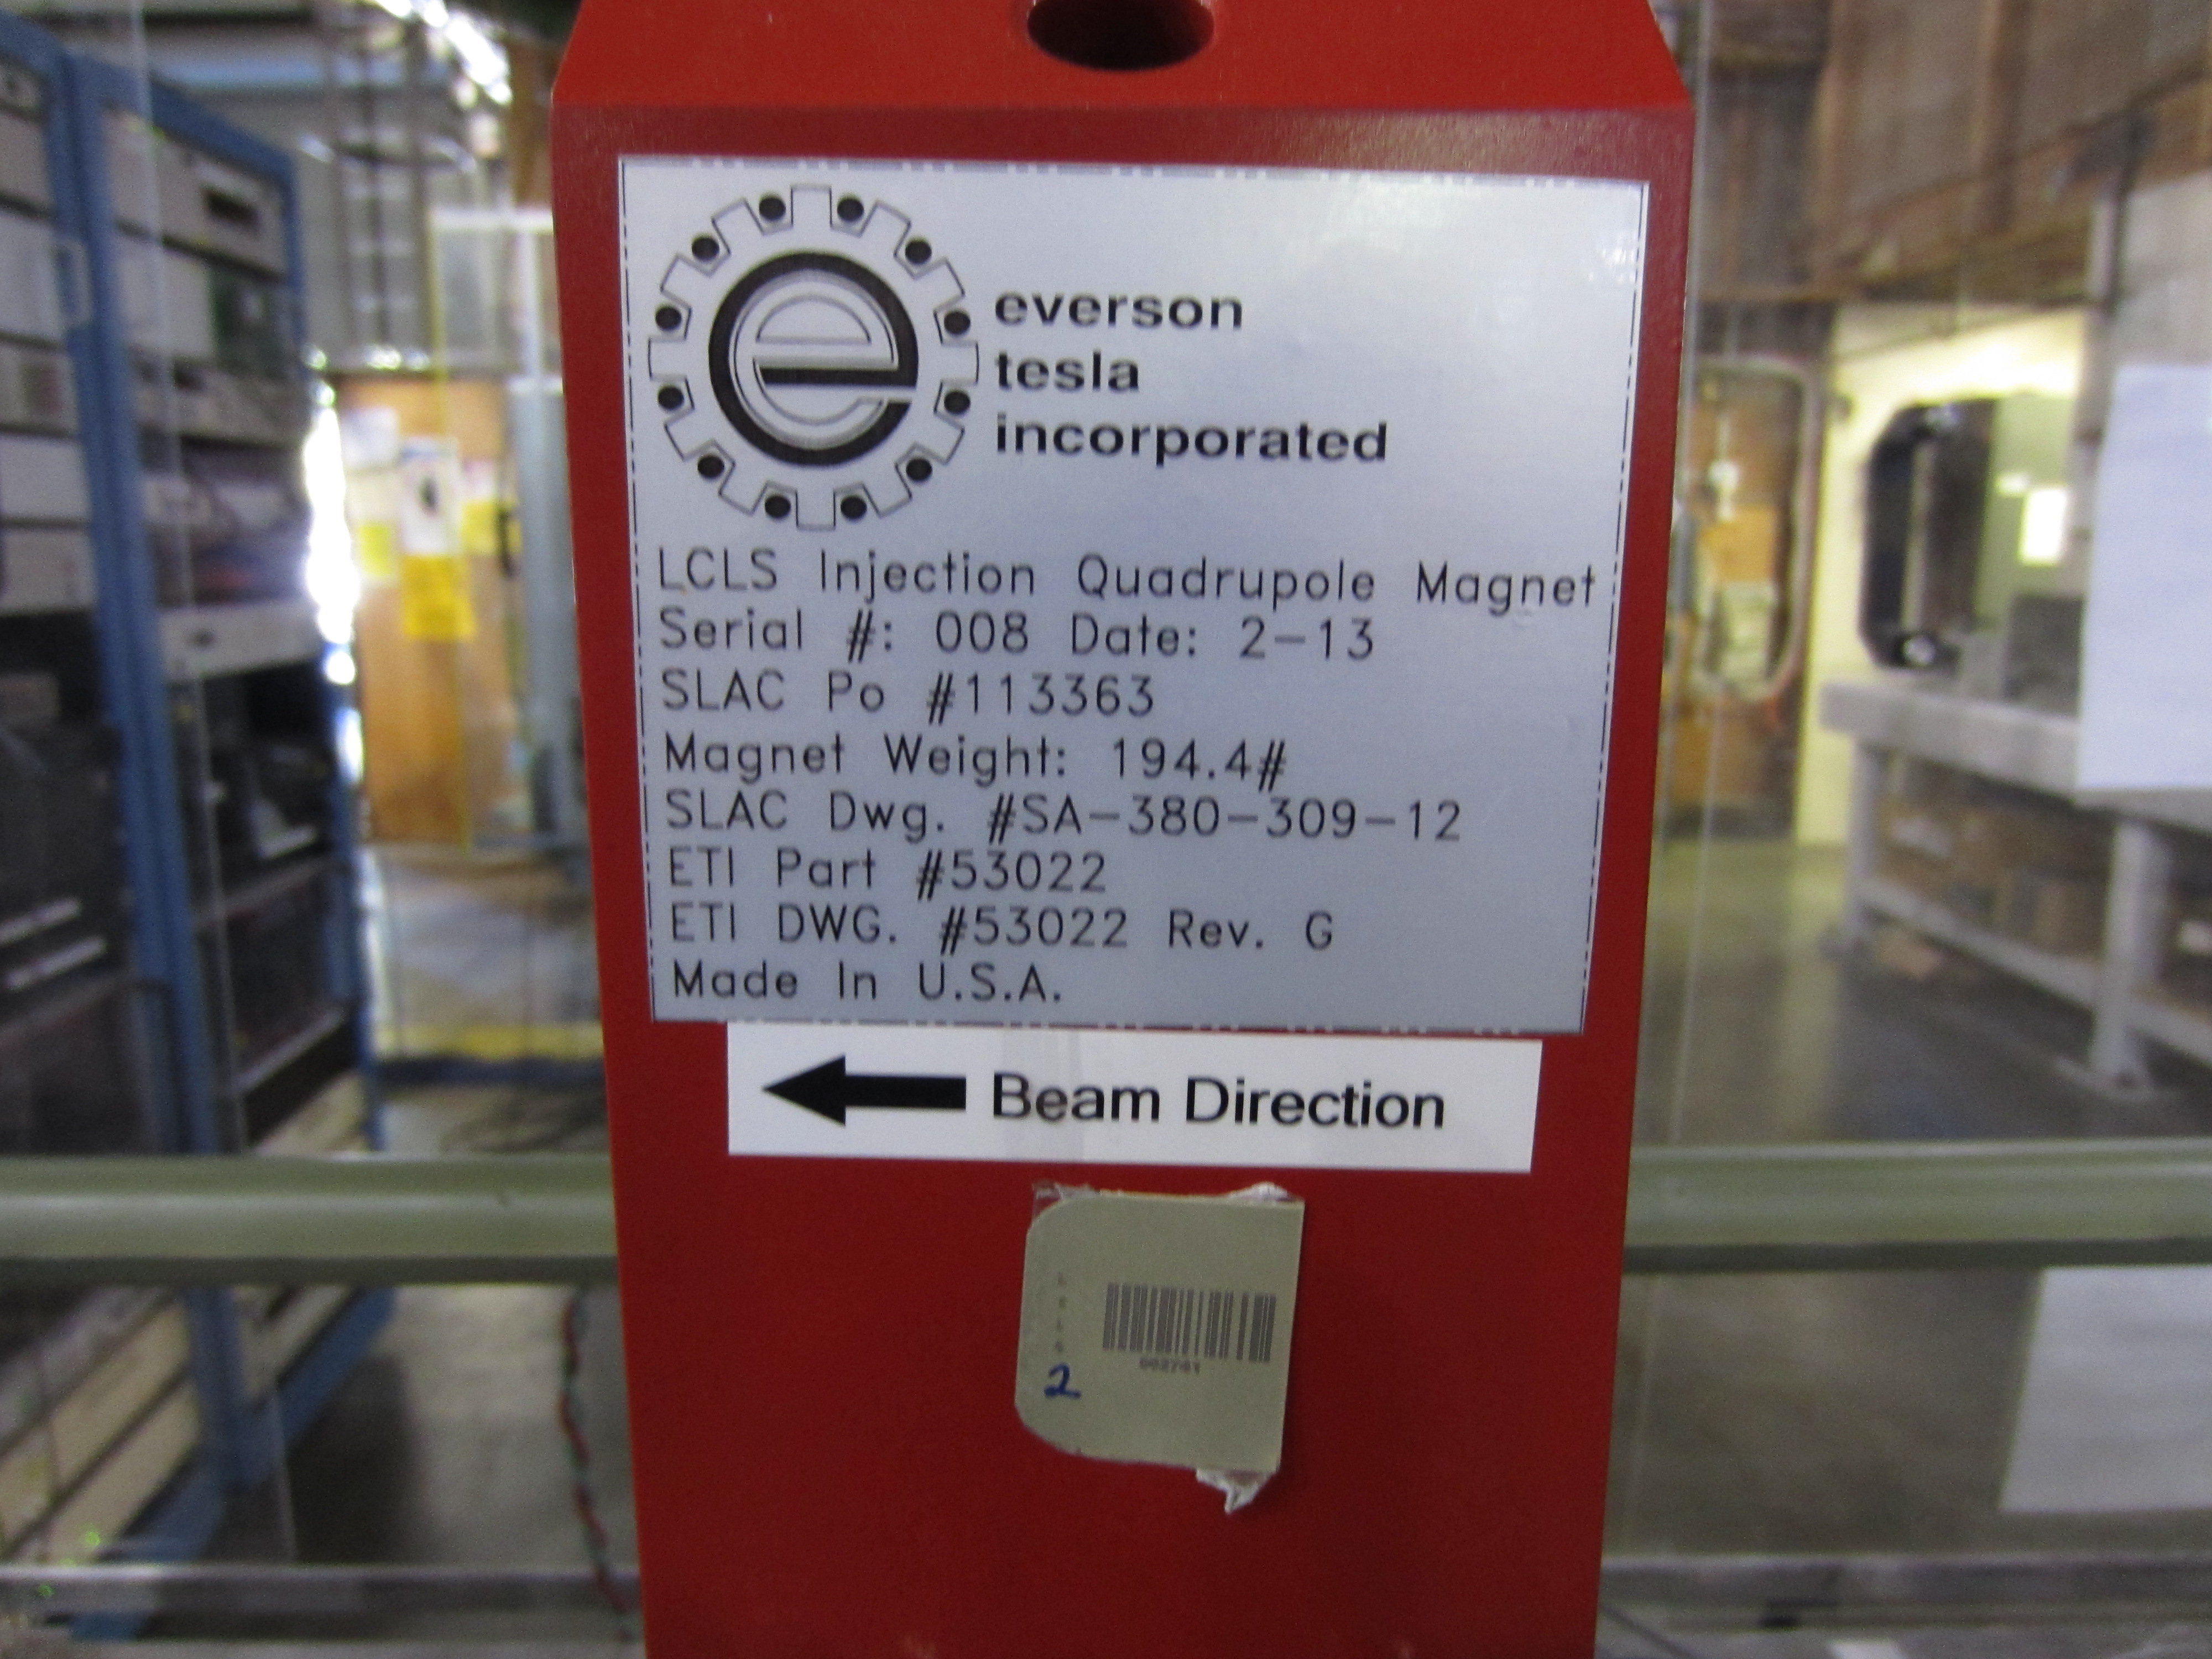 e
everson
tesla
incorporated
LCLS Injection Quadrupole Magnet
Serial #: 008 Date: 2-13
SLAC Po #113363
Magnet Weight: 194.4#
SLAC Dwg. #SA-380-309-12
ETI Part #53022
ETI DWG. #53022 Rev. G
Made In U.S.A.
Beam Direction
2